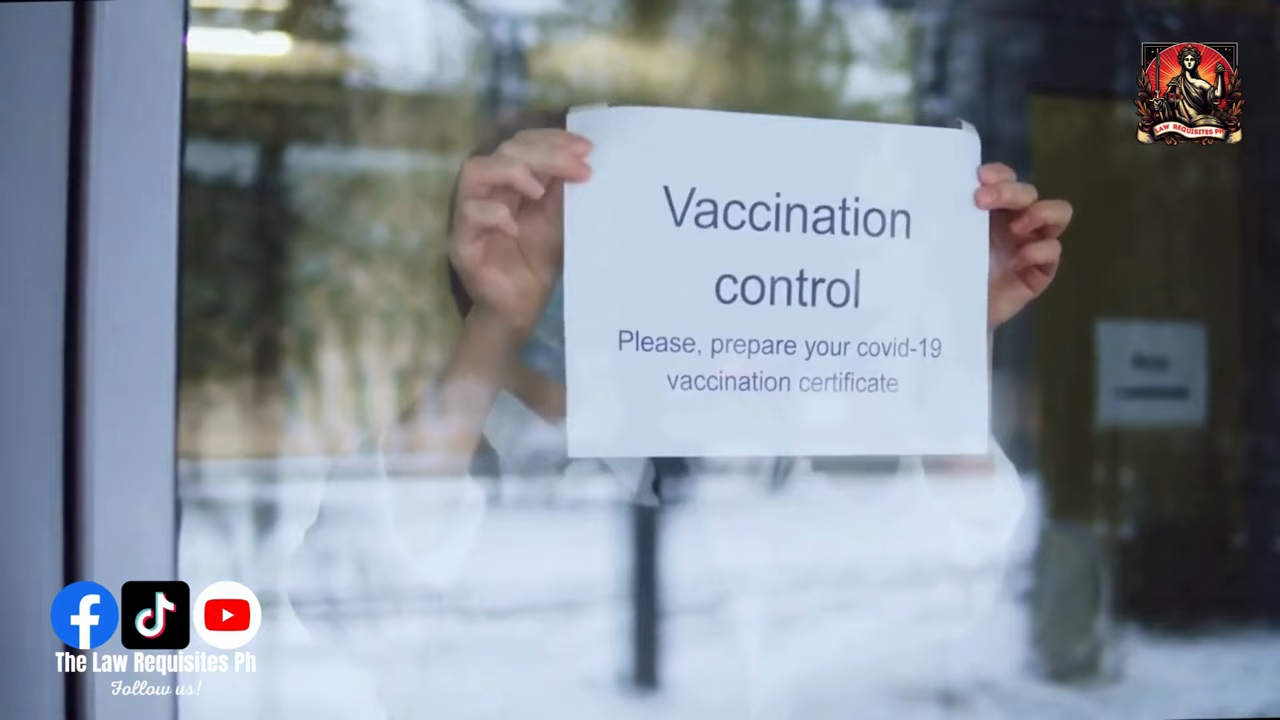 LAW REQUISITES PH
Vaccination
control
Please, prepare your covid-19
vaccination certificate
The Law Requisites Ph
Follow us!